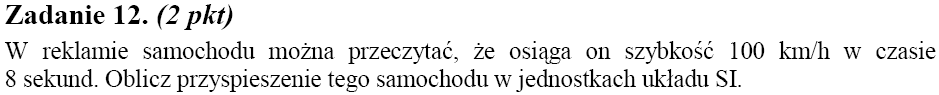 Zadanie 12. (2 pkt)
W reklamie samochodu można przeczytać, że osiąga on szybkość 100 km/h w czasie
8 sekund. Oblicz przyspieszenie tego samochodu w jednostkach układu SI.